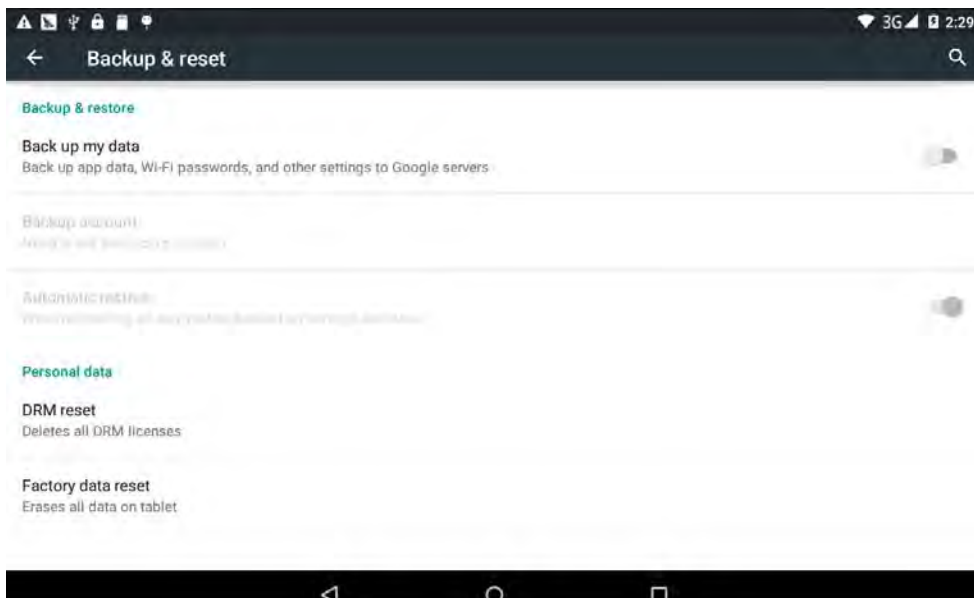 3G 2:29
Backup & reset
Backup & restore
Back up my data
Back up app data, Wi-Fi passwords, and other settings to Google servers
Backup account
Automatic restore
Personal data
DRM reset
Deletes all DRM licenses
Factory data reset
Erases all data on tablet